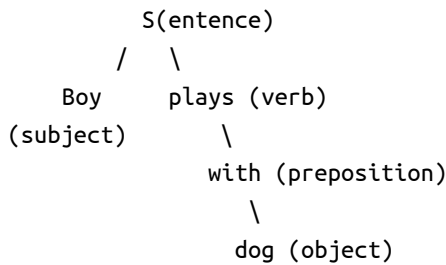 S(entence)
/ \
Boy plays (verb)
(subject) \
with (preposition)
\
dog (object)